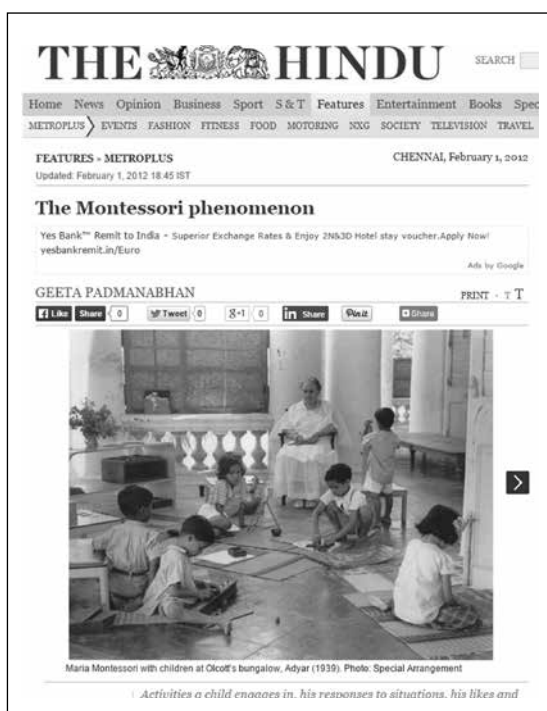 THE HINDU SEARCH
Home News Opinion Business Sport S & T Features Entertainment Books Spec
METROPLUS EVENTS FASHION FITNESS FOOD MOTORING NXG SOCIETY TELEVISION TRAVEL
FEATURES » METROPLUS CHENNAI, February 1, 2012
Updated: February 1, 2012 18:45 IST
The Montessori phenomenon
Yes Bank™ Remit to India - Superior Exchange Rates & Enjoy 2N&3D Hotel stay voucher.Apply Now!
yesbankremit.in/Euro
Ads by Google
GEETA PADMANABHAN PRINT · T T
Like Share 0 Tweet 0 g+1 0 in Share Pin it Share
Maria Montessori with children at Olcott's bungalow, Adyar (1939). Photo: Special Arrangement
Activities a child engages in, his responses to situations, his likes and